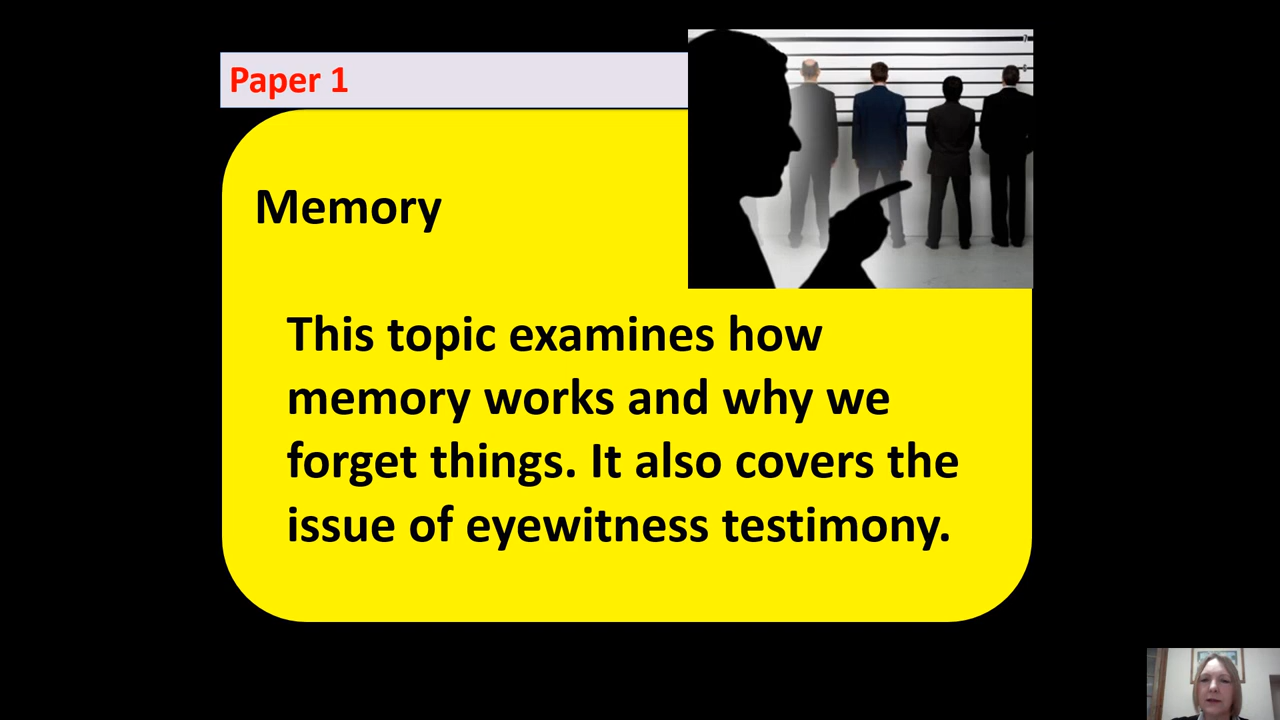 Paper 1
Memory
This topic examines how
memory works and why we
forget things. It also covers the
issue of eyewitness testimony.